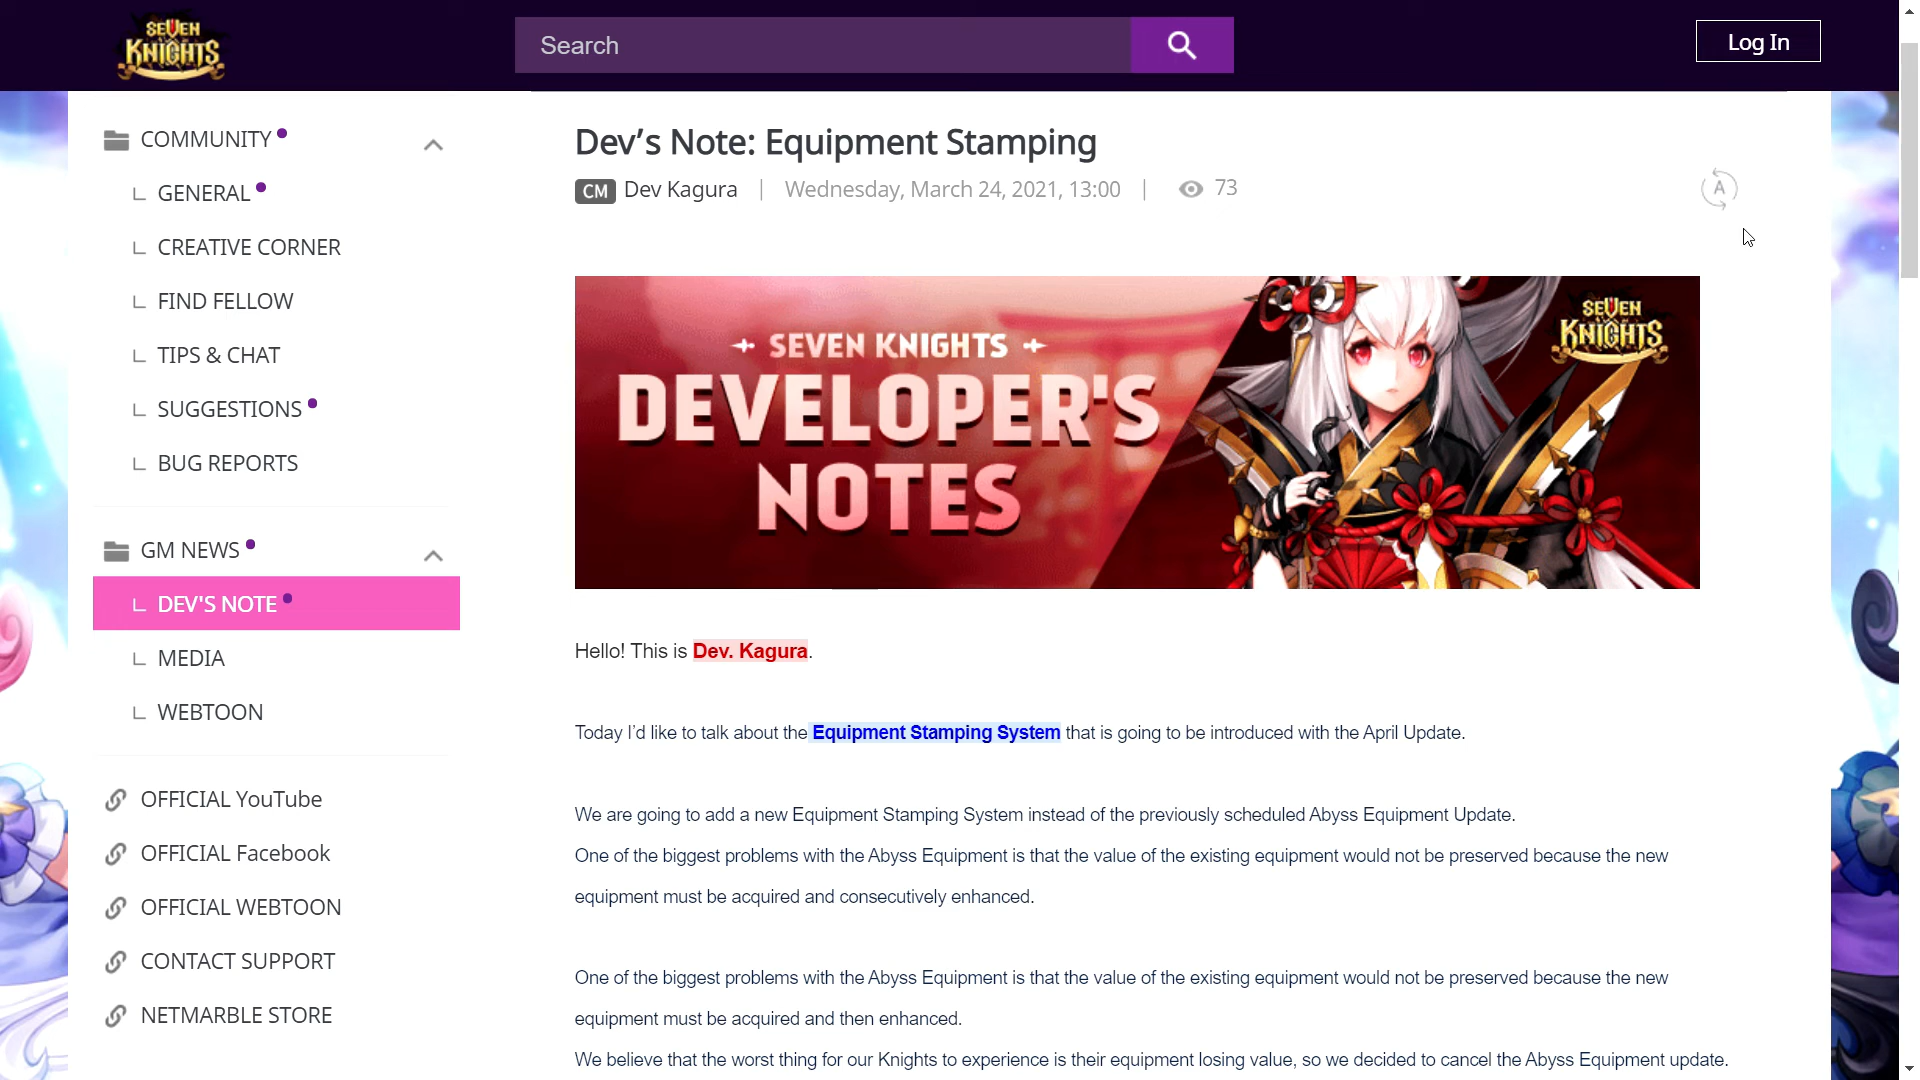 SEVEN
KNIGHTS
Search
Log In
COMMUNITY
GENERAL
CREATIVE CORNER
FIND FELLOW
TIPS & CHAT
SUGGESTIONS
BUG REPORTS
GM NEWS
DEV'S NOTE
MEDIA
WEBTOON
OFFICIAL YouTube
OFFICIAL Facebook
OFFICIAL WEBTOON
CONTACT SUPPORT
NETMARBLE STORE
Dev’s Note: Equipment Stamping
CM Dev Kagura | Wednesday, March 24, 2021, 13:00 | 73
A
SEVEN KNIGHTS
DEVELOPER'S
NOTES
SEVEN
KNIGHTS
Hello! This is Dev. Kagura.
Today I’d like to talk about the Equipment Stamping System that is going to be introduced with the April Update.
We are going to add a new Equipment Stamping System instead of the previously scheduled Abyss Equipment Update.
One of the biggest problems with the Abyss Equipment is that the value of the existing equipment would not be preserved because the new
equipment must be acquired and consecutively enhanced.
One of the biggest problems with the Abyss Equipment is that the value of the existing equipment would not be preserved because the new
equipment must be acquired and then enhanced.
We believe that the worst thing for our Knights to experience is their equipment losing value, so we decided to cancel the Abyss Equipment update.